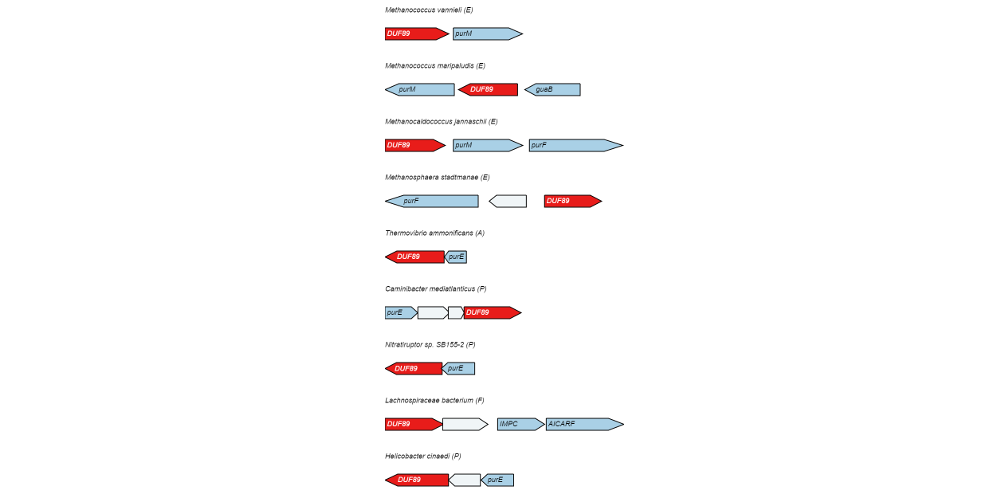 Methanococcus vannielii (E)
DUF89 purM
Methanococcus maripaludis (E)
purM DUF89 guaB
Methanocaldococcus jannaschii (E)
DUF89 purM purF
Methanosphaera stadtmanae (E)
purF DUF89
Thermovibrio ammonificans (A)
DUF89 purE
Caminibacter mediatlanticus (P)
purE DUF89
Nitratiruptor sp. SB155-2 (P)
DUF89 purE
Lachnospiraceae bacterium (F)
DUF89 IMPC AICARF
Helicobacter cinaedi (P)
DUF89 purE